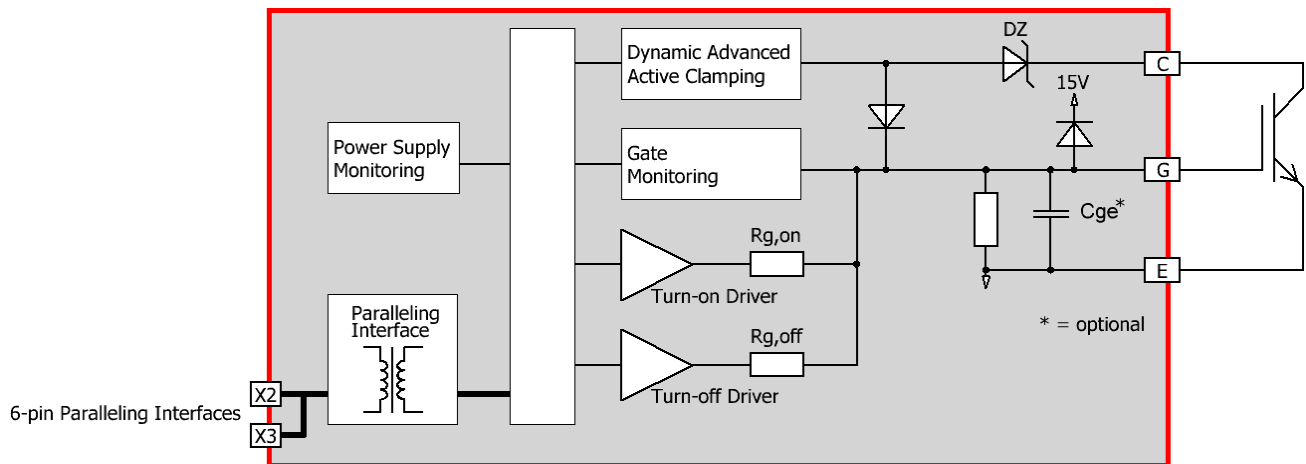 DZ
Dynamic Advanced
Active Clamping
C
15V
Power Supply
Monitoring
Gate
Monitoring
G
Cge*
Rg,on
E
Turn-on Driver
Paralleling
Interface
* = optional
Rg,off
X2
Turn-off Driver
6-pin Paralleling Interfaces
X3